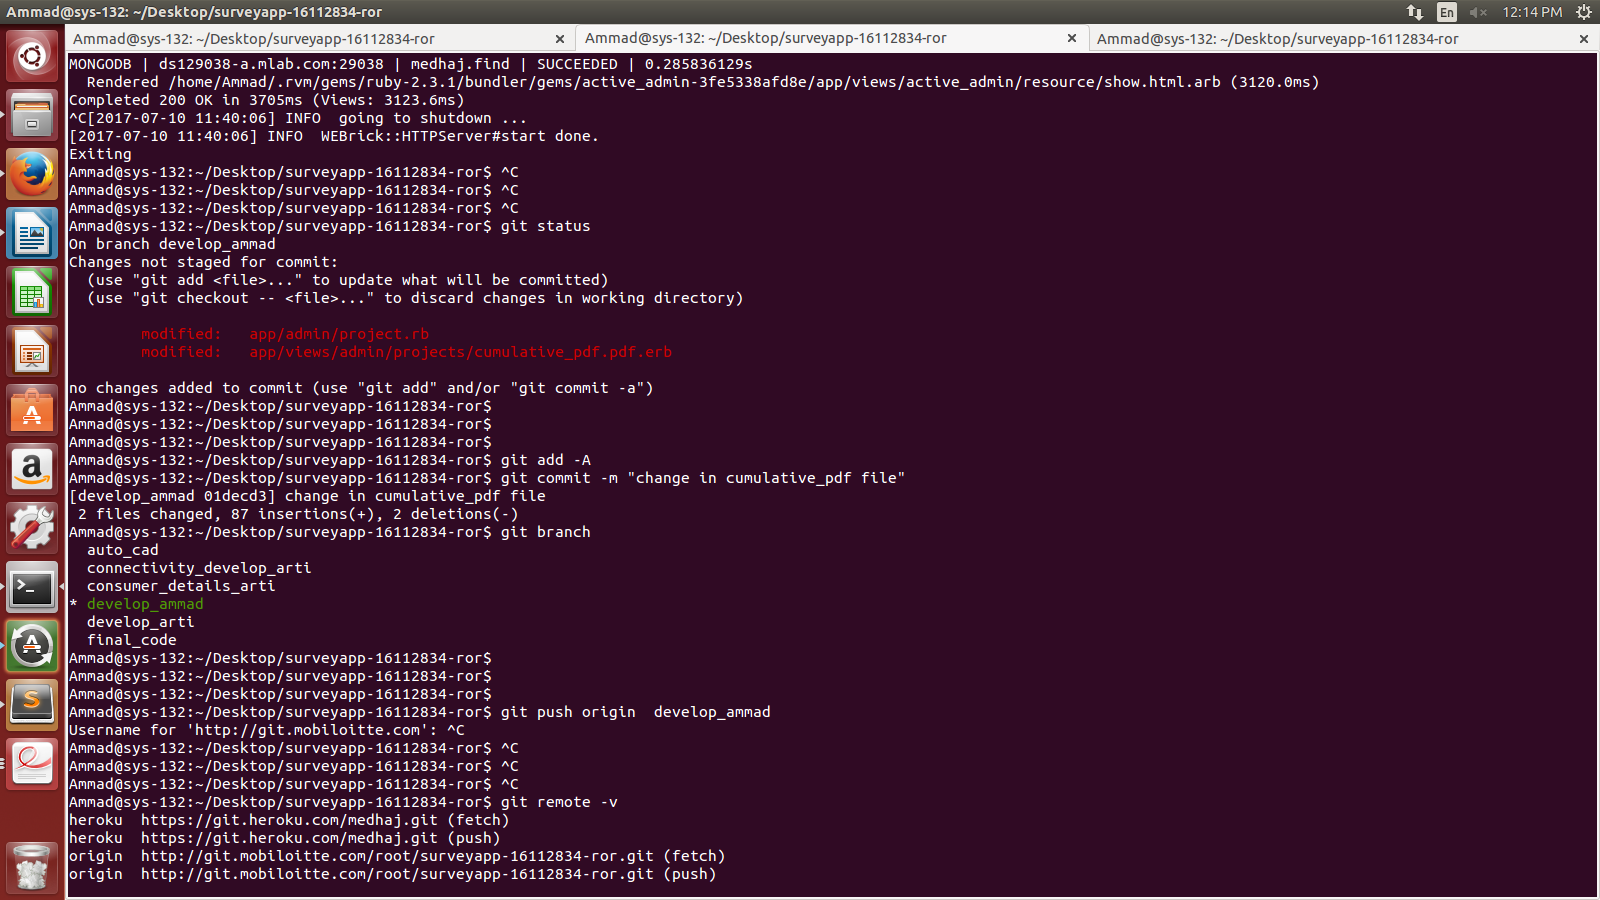 Ammad@sys-132: ~/Desktop/surveyapp-16112834-ror
En
12:14 PM
Ammad@sys-132: ~/Desktop/surveyapp-16112834-ror × Ammad@sys-132: ~/Desktop/surveyapp-16112834-ror × Ammad@sys-132: ~/Desktop/surveyapp-16112834-ror ×
MONGODB | ds129038-a.mlab.com:29038 | medhaj.find | SUCCEEDED | 0.285836129s
  Rendered /home/Ammad/.rvm/gems/ruby-2.3.1/bundler/gems/active_admin-3fe5338afd8e/app/views/active_admin/resource/show.html.arb (3120.0ms)
Completed 200 OK in 3705ms (Views: 3123.6ms)
^C[2017-07-10 11:40:06] INFO  going to shutdown ...
[2017-07-10 11:40:06] INFO  WEBrick::HTTPServer#start done.
Exiting
Ammad@sys-132:~/Desktop/surveyapp-16112834-ror$ ^C
Ammad@sys-132:~/Desktop/surveyapp-16112834-ror$ ^C
Ammad@sys-132:~/Desktop/surveyapp-16112834-ror$ ^C
Ammad@sys-132:~/Desktop/surveyapp-16112834-ror$ git status
On branch develop_ammad
Changes not staged for commit:
  (use "git add <file>..." to update what will be committed)
  (use "git checkout -- <file>..." to discard changes in working directory)
        modified:   app/admin/project.rb
        modified:   app/views/admin/projects/cumulative_pdf.pdf.erb
no changes added to commit (use "git add" and/or "git commit -a")
Ammad@sys-132:~/Desktop/surveyapp-16112834-ror$
Ammad@sys-132:~/Desktop/surveyapp-16112834-ror$
Ammad@sys-132:~/Desktop/surveyapp-16112834-ror$
Ammad@sys-132:~/Desktop/surveyapp-16112834-ror$ git add -A
Ammad@sys-132:~/Desktop/surveyapp-16112834-ror$ git commit -m "change in cumulative_pdf file"
[develop_ammad 01decd3] change in cumulative_pdf file
 2 files changed, 87 insertions(+), 2 deletions(-)
Ammad@sys-132:~/Desktop/surveyapp-16112834-ror$ git branch
  auto_cad
  connectivity_develop_arti
  consumer_details_arti
* develop_ammad
  develop_arti
  final_code
Ammad@sys-132:~/Desktop/surveyapp-16112834-ror$
Ammad@sys-132:~/Desktop/surveyapp-16112834-ror$
Ammad@sys-132:~/Desktop/surveyapp-16112834-ror$
Ammad@sys-132:~/Desktop/surveyapp-16112834-ror$ git push origin  develop_ammad
Username for 'http://git.mobiloitte.com': ^C
Ammad@sys-132:~/Desktop/surveyapp-16112834-ror$ ^C
Ammad@sys-132:~/Desktop/surveyapp-16112834-ror$ ^C
Ammad@sys-132:~/Desktop/surveyapp-16112834-ror$ ^C
Ammad@sys-132:~/Desktop/surveyapp-16112834-ror$ git remote -v
heroku  https://git.heroku.com/medhaj.git (fetch)
heroku  https://git.heroku.com/medhaj.git (push)
origin  http://git.mobiloitte.com/root/surveyapp-16112834-ror.git (fetch)
origin  http://git.mobiloitte.com/root/surveyapp-16112834-ror.git (push)